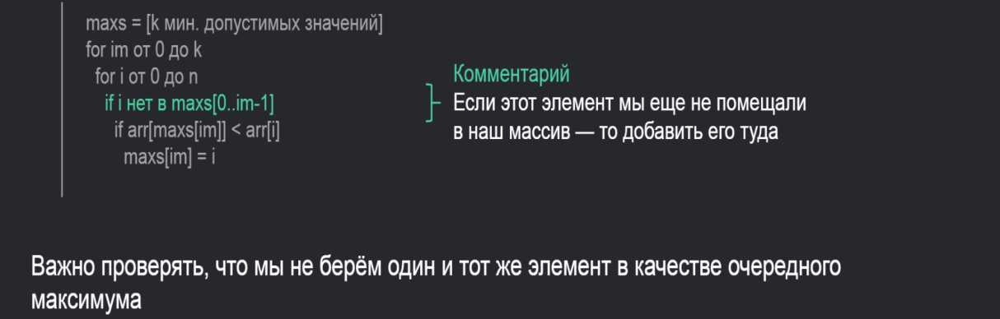 maxs = [k мин. допустимых значений]
for im от 0 до k
for i от 0 до n
if i нет в maxs[0..im-1]
if arr[maxs[im]] < arr[i]
maxs[im] = i
Комментарий
Если этот элемент мы еще не помещали
в наш массив — то добавить его туда
Важно проверять, что мы не берём один и тот же элемент в качестве очередного
максимума